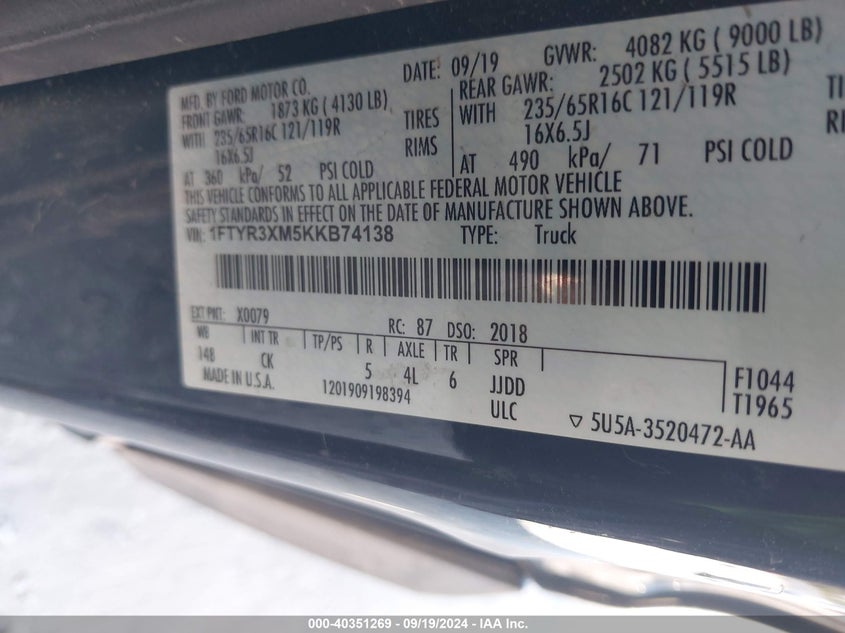 MFD. BY FORD MOTOR CO.
DATE: 09/19
GVWR: 4082 KG ( 9000 LB)
FRONT GAWR: 1873 KG ( 4130 LB)
REAR GAWR: 2502 KG ( 5515 LB)
WITH 235/65R16C 121/119R TIRES
WITH 235/65R16C 121/119R TI
16X6.5J RIMS
16X6.5J RI
AT 360 kPa/ 52 PSI COLD
AT 490 kPa/ 71 PSI COLD
THIS VEHICLE CONFORMS TO ALL APPLICABLE FEDERAL MOTOR VEHICLE
SAFETY STANDARDS IN EFFECT ON THE DATE OF MANUFACTURE SHOWN ABOVE.
VIN: 1FTYR3XM5KKB74138 TYPE: Truck
EXT PNT: X0079 RC: 87 DSO: 2018
WB INT TR TP/PS R AXLE TR SPR
148 CK 5 4L 6 JJDD
F1044
MADE IN U.S.A. 1201909198394 ULC
T1965
▽ 5U5A-3520472-AA
000-40351269 - 09/19/2024 - IAA Inc.